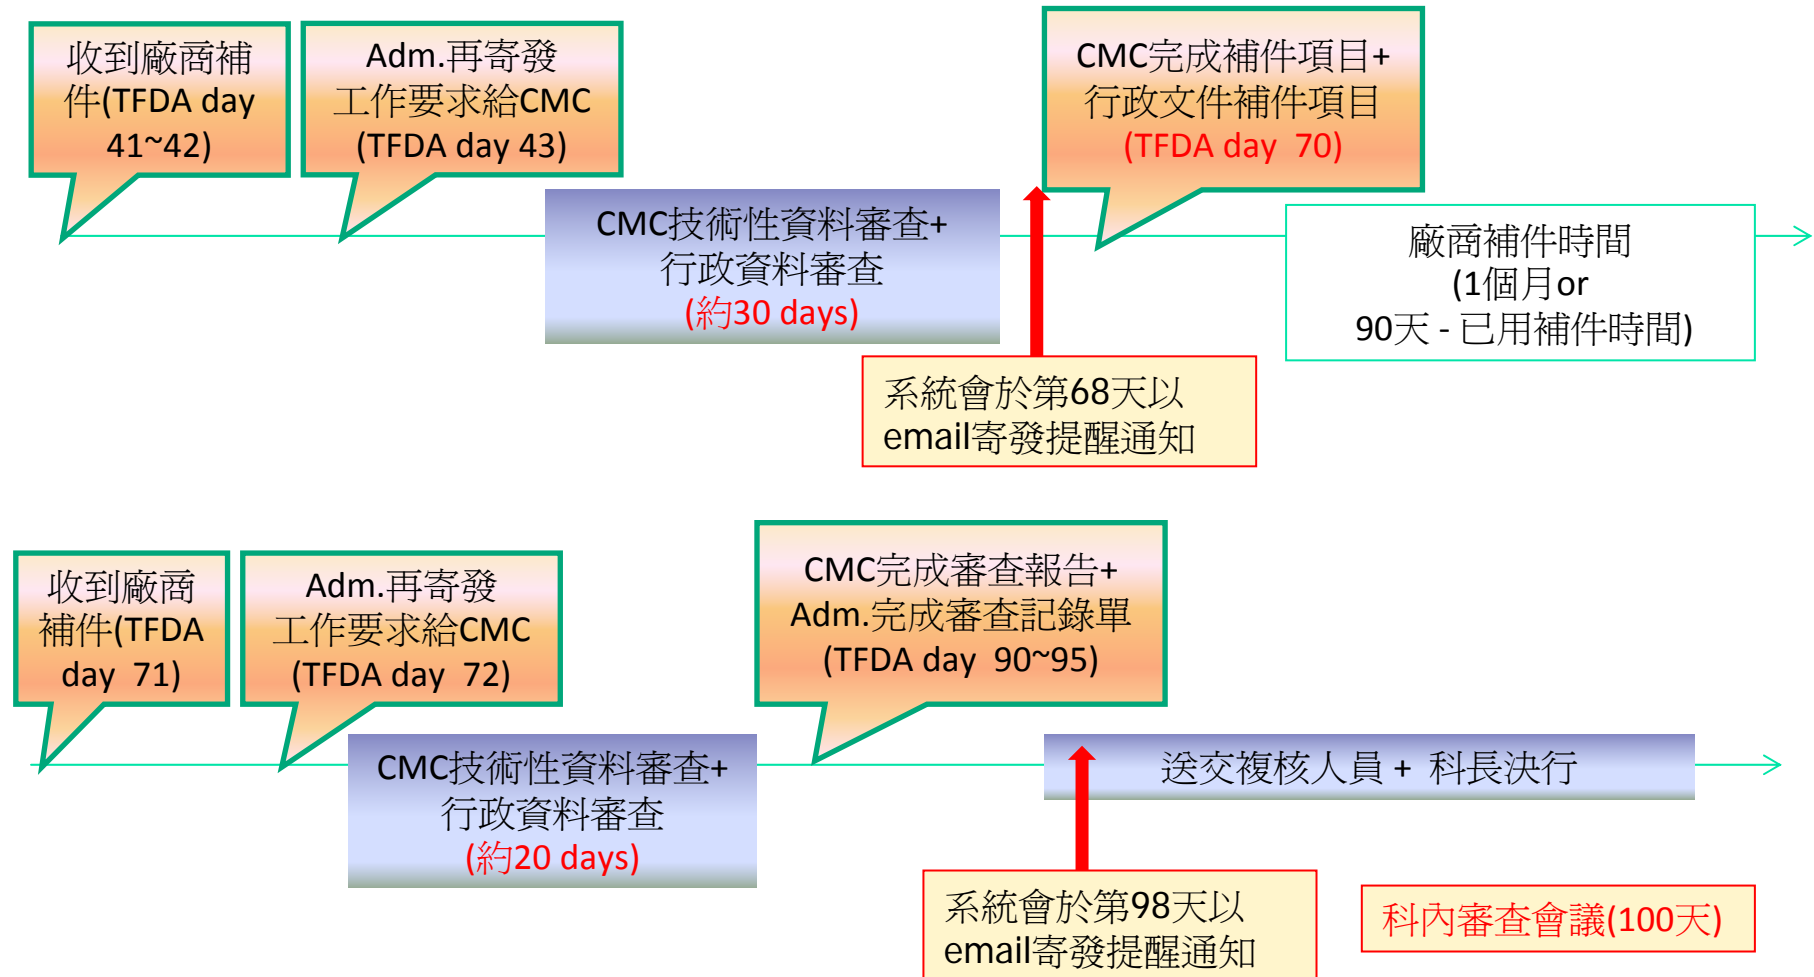 收到廠商補
件(TFDA day
41~42)
Adm.再寄發
工作要求給CMC
(TFDA day 43)
CMC完成補件項目+
行政文件補件項目
(TFDA day 70)
CMC技術性資料審查+
行政資料審查
(約30 days)
廠商補件時間
(1個月or
90天 - 已用補件時間)
系統會於第68天以
email寄發提醒通知
收到廠商
補件(TFDA
day 71)
Adm.再寄發
工作要求給CMC
(TFDA day 72)
CMC完成審查報告+
Adm.完成審查記錄單
(TFDA day 90~95)
CMC技術性資料審查+
行政資料審查
(約20 days)
送交複核人員 + 科長決行
系統會於第98天以
email寄發提醒通知
科內審查會議(100天)